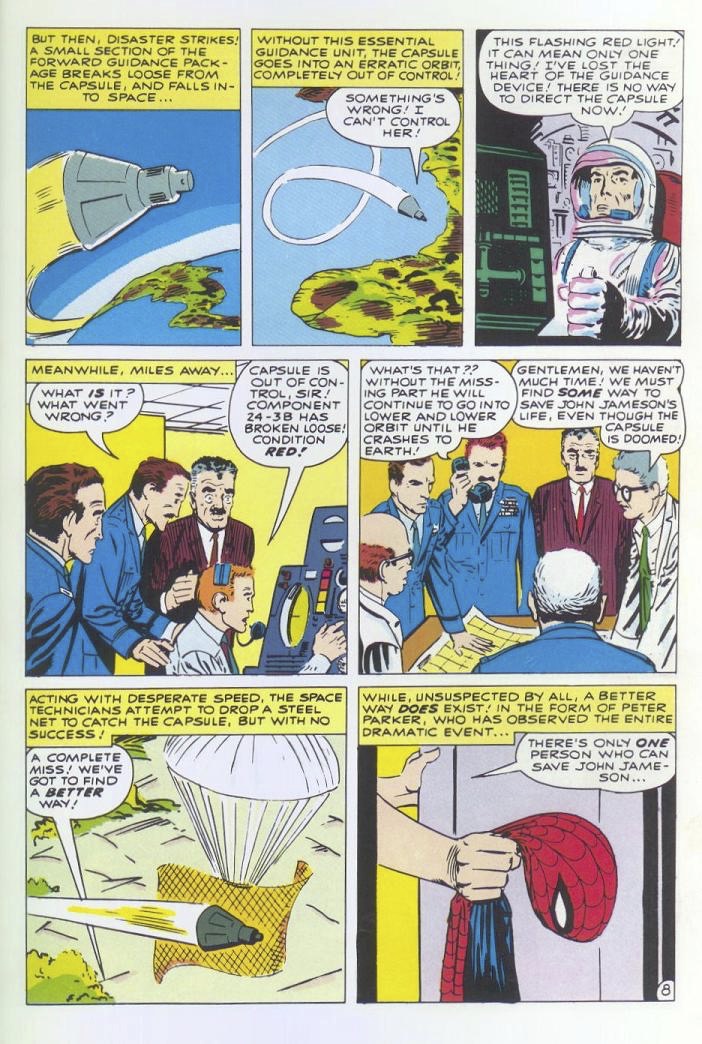 BUT THEN, DISASTER STRIKES!
A SMALL SECTION OF THE
FORWARD GUIDANCE PACK-
AGE BREAKS LOOSE FROM
THE CAPSULE, AND FALLS IN-
TO SPACE...
WITHOUT THIS ESSENTIAL
GUIDANCE UNIT, THE CAPSULE
GOES INTO AN ERRATIC ORBIT,
COMPLETELY OUT OF CONTROL!
SOMETHING'S
WRONG! I
CAN'T CONTROL
HER!
THIS FLASHING RED LIGHT!
IT CAN MEAN ONLY ONE
THING! I'VE LOST THE
HEART OF THE GUIDANCE
DEVICE! THERE IS NO WAY
TO DIRECT THE CAPSULE
NOW!
MEANWHILE, MILES AWAY...
WHAT IS IT?
WHAT WENT
WRONG?
CAPSULE IS
OUT OF CON-
TROL, SIR!
COMPONENT
24-3B HAS
BROKEN LOOSE!
CONDITION
RED!
WHAT'S THAT??
WITHOUT THE MISS-
ING PART HE WILL
CONTINUE TO GO INTO
LOWER AND LOWER
ORBIT UNTIL HE
CRASHES TO
EARTH!
GENTLEMEN, WE HAVEN'T
MUCH TIME! WE MUST
FIND SOME WAY TO
SAVE JOHN JAMESON'S
LIFE, EVEN THOUGH THE
CAPSULE
IS DOOMED!
ACTING WITH DESPERATE SPEED, THE SPACE
TECHNICIANS ATTEMPT TO DROP A STEEL
NET TO CATCH THE CAPSULE, BUT WITH NO
SUCCESS!
A COMPLETE
MISS! WE'VE
GOT TO FIND
A BETTER
WAY!
WHILE, UNSUSPECTED BY ALL, A BETTER
WAY DOES EXIST! IN THE FORM OF PETER
PARKER, WHO HAS OBSERVED THE ENTIRE
DRAMATIC EVENT...
THERE'S ONLY ONE
PERSON WHO CAN
SAVE JOHN JAME-
SON...
8